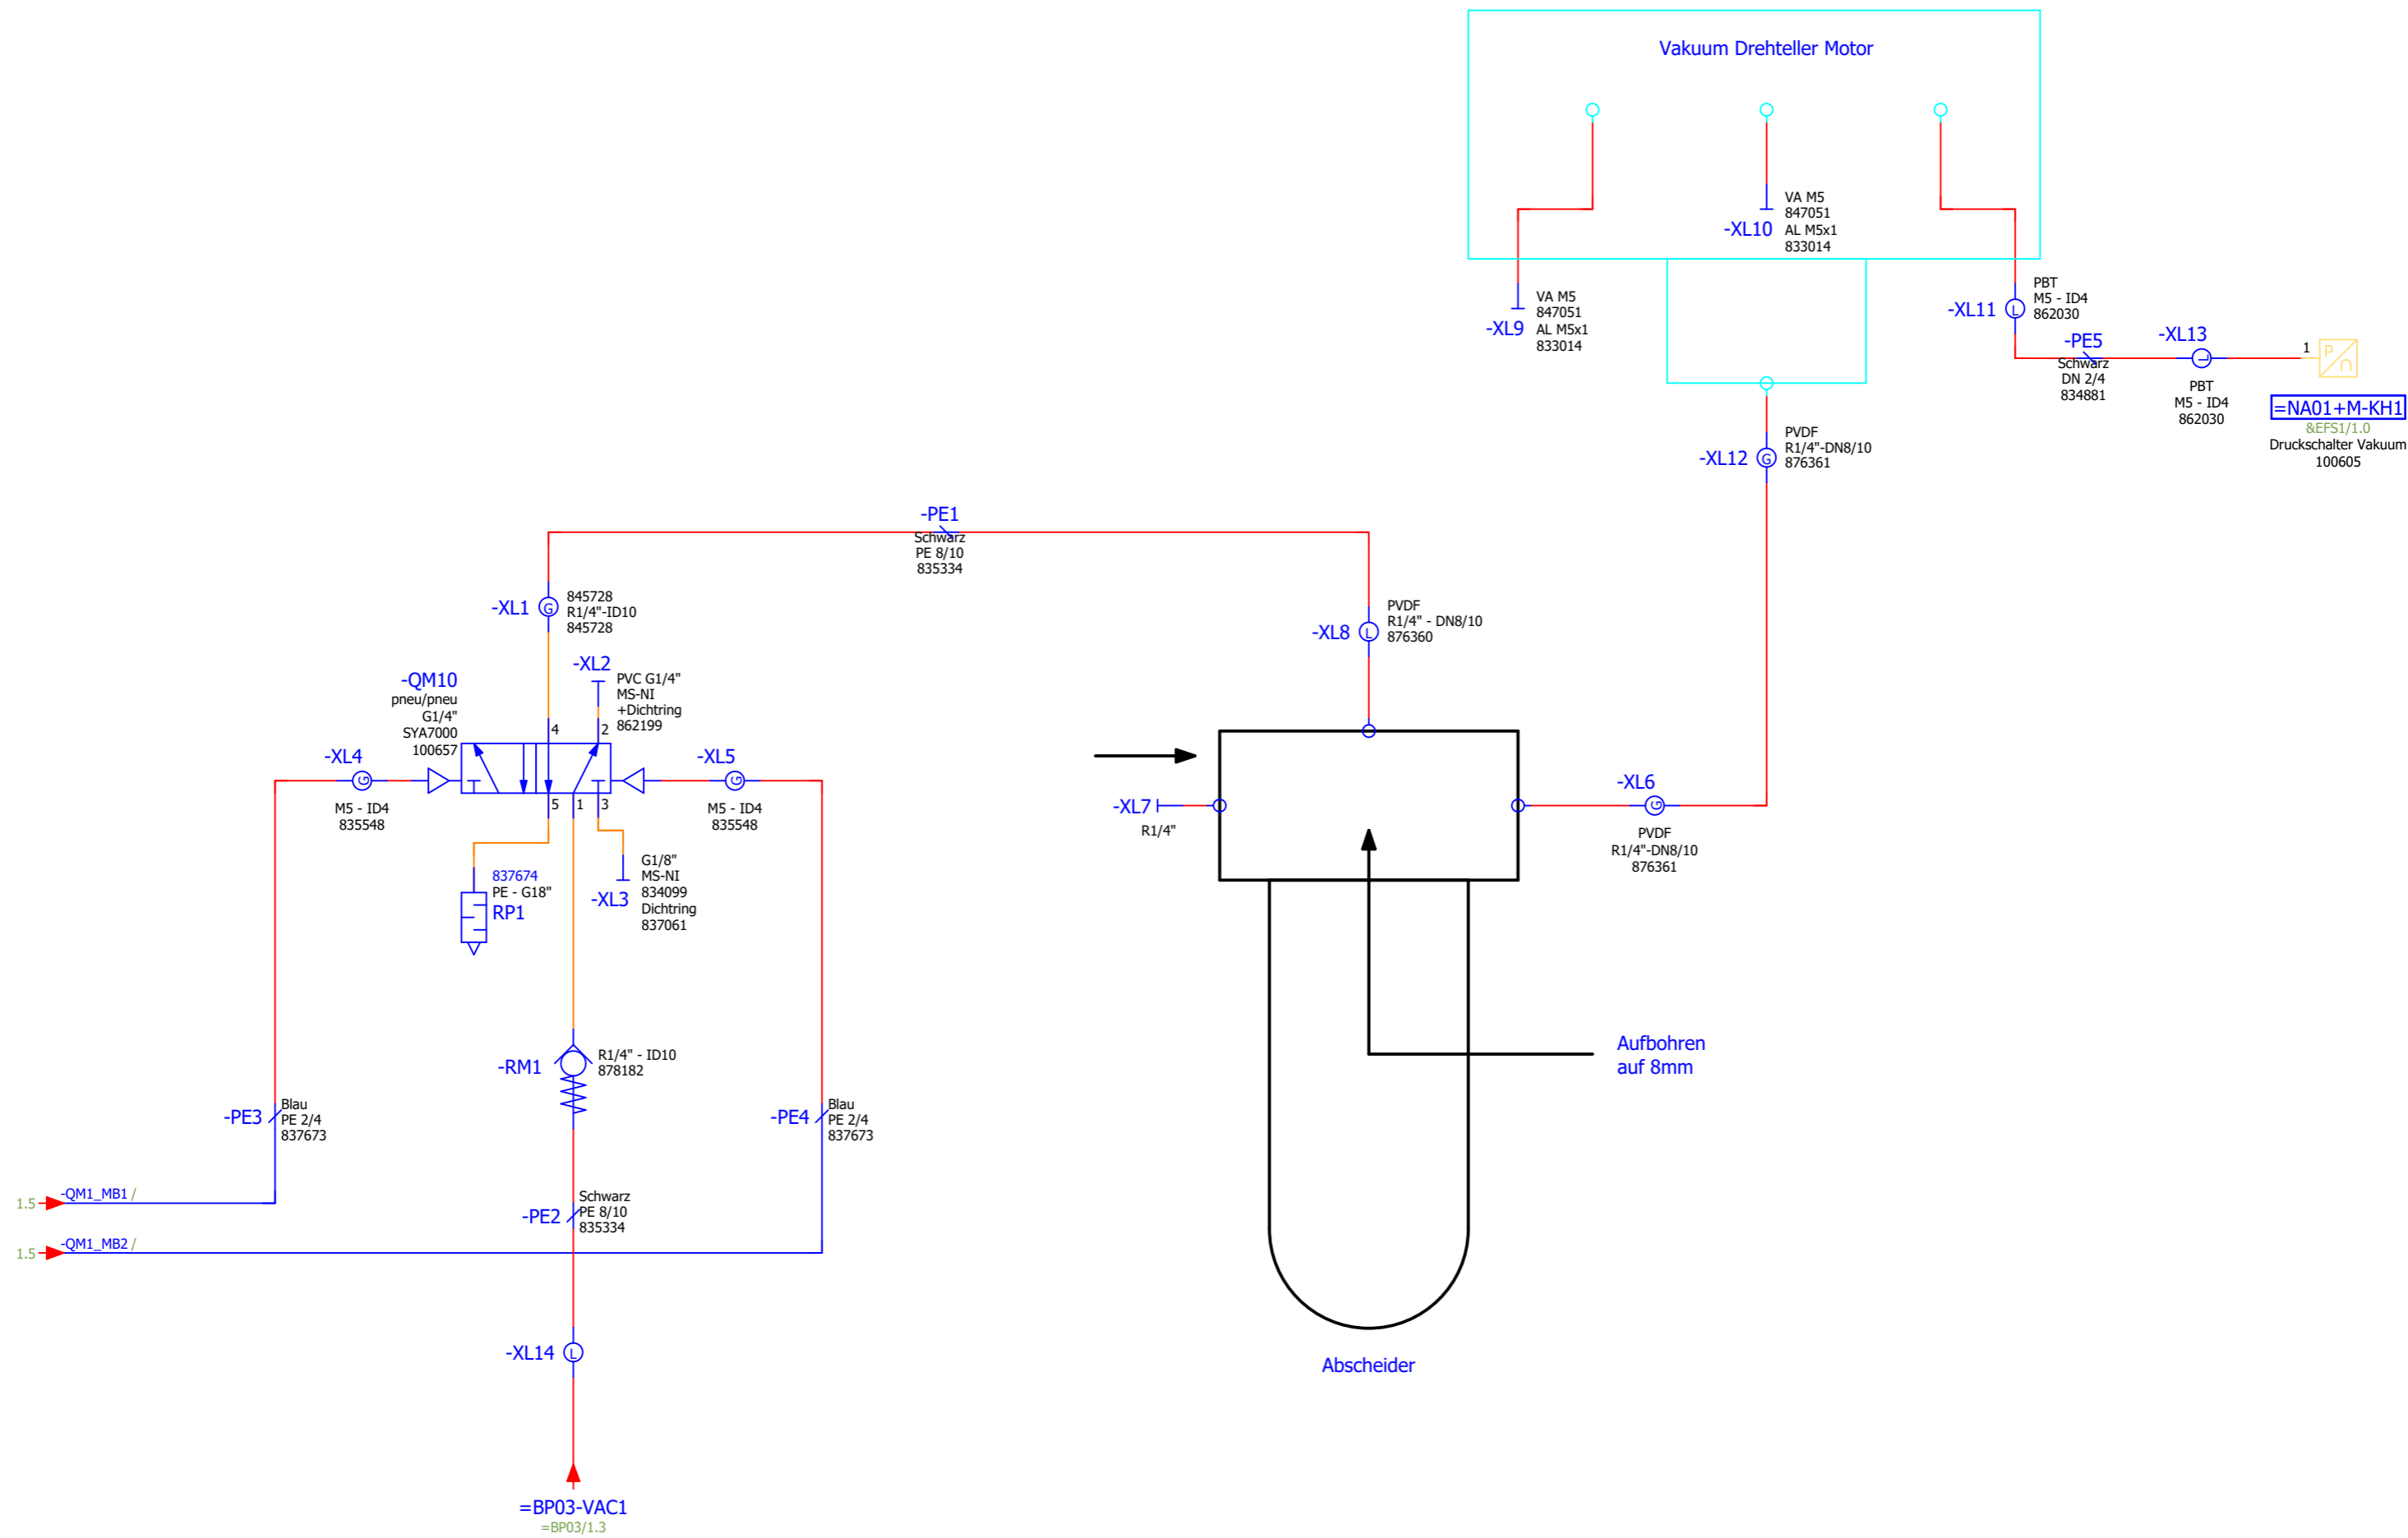 Vakuum Drehteller Motor
VA M5
847051
-XL10
AL M5x1
833014
VA M5
847051
-XL9
AL M5x1
833014
-XL11
L
PBT
M5 - ID4
862030
-PE5
Schwarz
DN 2/4
834881
-XL13
L
PBT
M5 - ID4
862030
1
P
=NA01+M-KH1
&EFS1/1.0
Druckschalter Vakuum
100605
-XL12
G
PVDF
R1/4"-DN8/10
876361
-PE1
Schwarz
PE 8/10
835334
-XL1
G
845728
R1/4"-ID10
845728
-XL8
L
PVDF
R1/4" - DN8/10
876360
-XL2
PVC G1/4"
MS-NI
+Dichtring
862199
-QM10
pneu/pneu
G1/4"
SYA7000
100657
4
2
5
1
3
-XL4
G
M5 - ID4
835548
-XL5
G
M5 - ID4
835548
-XL7
R1/4"
-XL6
G
PVDF
R1/4"-DN8/10
876361
837674
PE - G18"
RP1
G1/8"
MS-NI
834099
-XL3
Dichtring
837061
-RM1
R1/4" - ID10
878182
Aufbohren
auf 8mm
-PE3
Blau
PE 2/4
837673
-PE4
Blau
PE 2/4
837673
1.5
-QM1_MB1 /
-PE2
Schwarz
PE 8/10
835334
1.5
-QM1_MB2 /
-XL14
L
Abscheider
=BP03-VAC1
=BP03/1.3